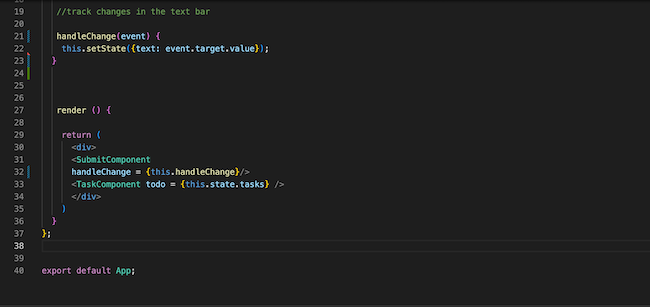 19 //track changes in the text bar
20
21 handleChange(event) {
22 this.setState({text: event.target.value});
23 }
24
25
26
27 render () {
28
29 return (
30 <div>
31 <SubmitComponent
32 handleChange = {this.handleChange}/>
33 <TaskComponent todo = {this.state.tasks} />
34 </div>
35 )
36 }
37 };
38
39
40 export default App;